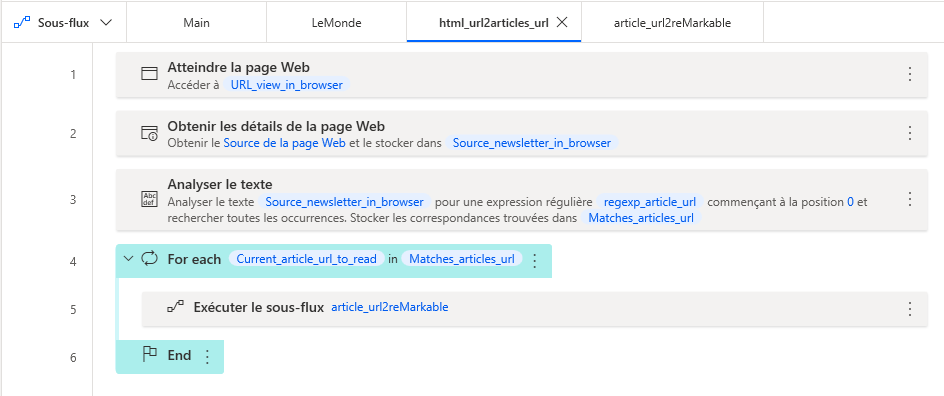 Sous-flux Main LeMonde html_url2articles_url article_url2reMarkable
1 Atteindre la page Web
Accéder à URL_view_in_browser
2 Obtenir les détails de la page Web
Obtenir le Source de la page Web et le stocker dans Source_newsletter_in_browser
3 Abc def Analyser le texte
Analyser le texte Source_newsletter_in_browser pour une expression régulière regexp_article_url commençant à la position 0 et
rechercher toutes les occurrences. Stocker les correspondances trouvées dans Matches_articles_url
4 For each Current_article_url_to_read in Matches_articles_url
5 Exécuter le sous-flux article_url2reMarkable
6 End